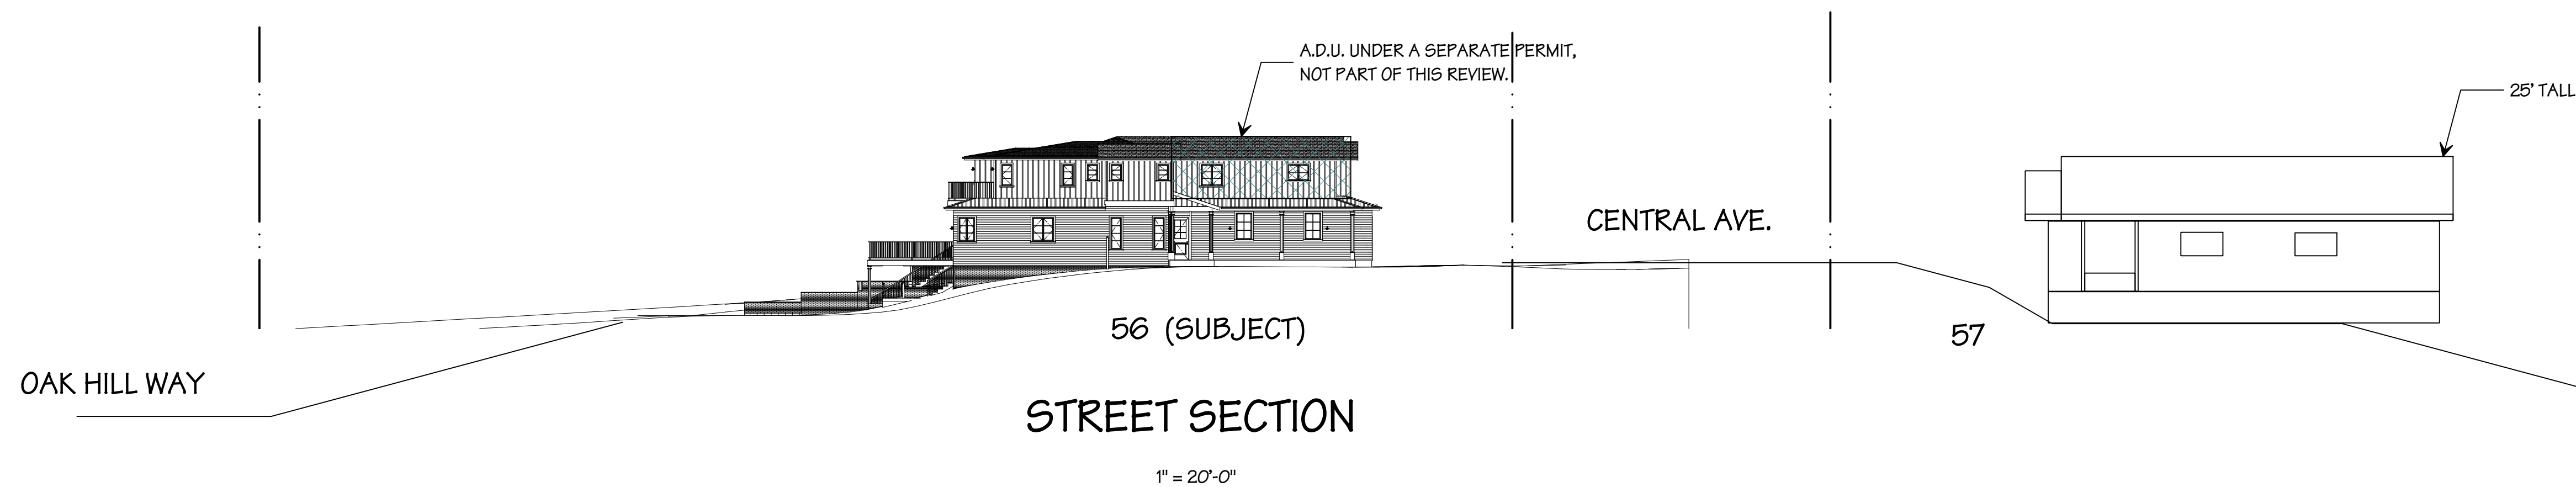 A.D.U. UNDER A SEPARATE PERMIT,
NOT PART OF THIS REVIEW.
25' TALL
CENTRAL AVE.
56 (SUBJECT)
57
OAK HILL WAY
STREET SECTION
1" = 20'-0"